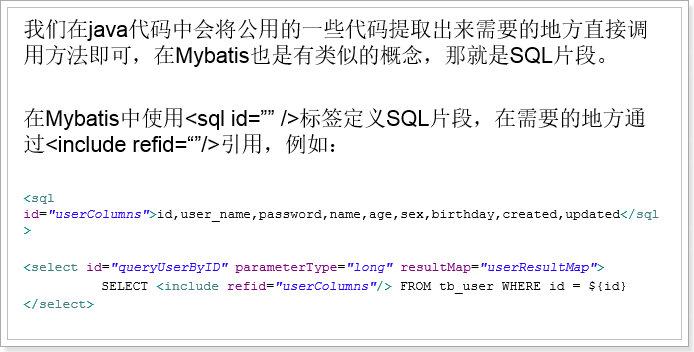 我们在java代码中会将公用的一些代码提取出来需要的地方直接调
用方法即可，在Mybatis也是有类似的概念，那就是SQL片段。
在Mybatis中使用<sql id=”” />标签定义SQL片段，在需要的地方通
过<include refid=“”/>引用，例如：
<sql
id="userColumns">id,user_name,password,name,age,sex,birthday,created,updated</sql
>
<select id="queryUserByID" parameterType="long" resultMap="userResultMap">
SELECT <include refid="userColumns"/> FROM tb_user WHERE id = ${id}
</select>